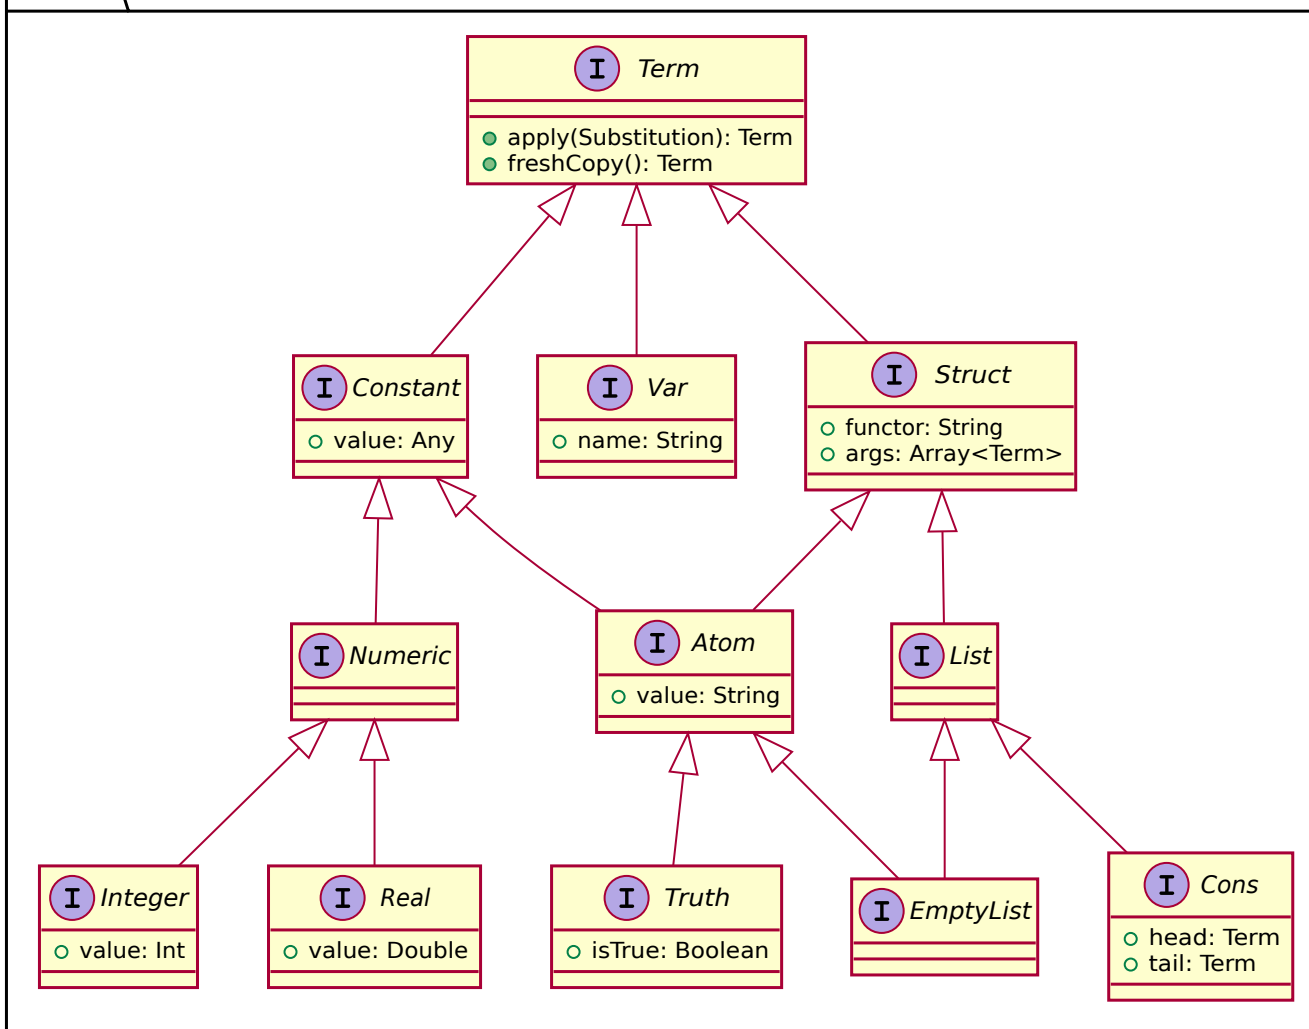 I Term
apply(Substitution): Term
freshCopy(): Term
I Constant
value: Any
I Var
name: String
I Struct
functor: String
args: Array<Term>
I Numeric
I Atom
value: String
I List
I Integer
value: Int
I Real
value: Double
I Truth
isTrue: Boolean
I EmptyList
I Cons
head: Term
tail: Term